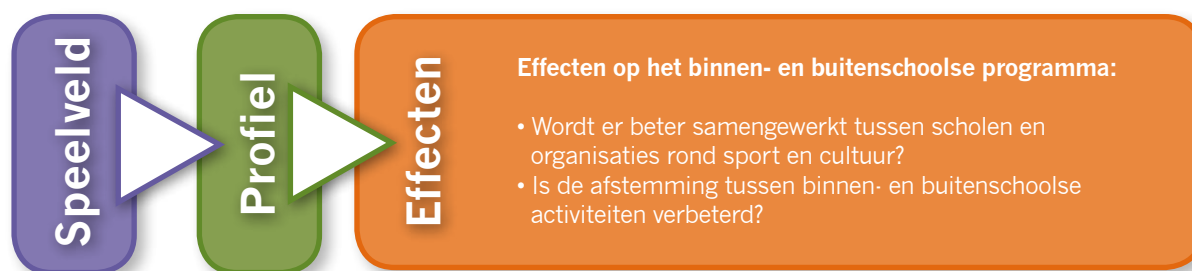 Speelveld
Profiel
Effecten
Effecten op het binnen- en buitenschoolse programma:
• Wordt er beter samengewerkt tussen scholen en
organisaties rond sport en cultuur?
• Is de afstemming tussen binnen- en buitenschoolse
activiteiten verbeterd?